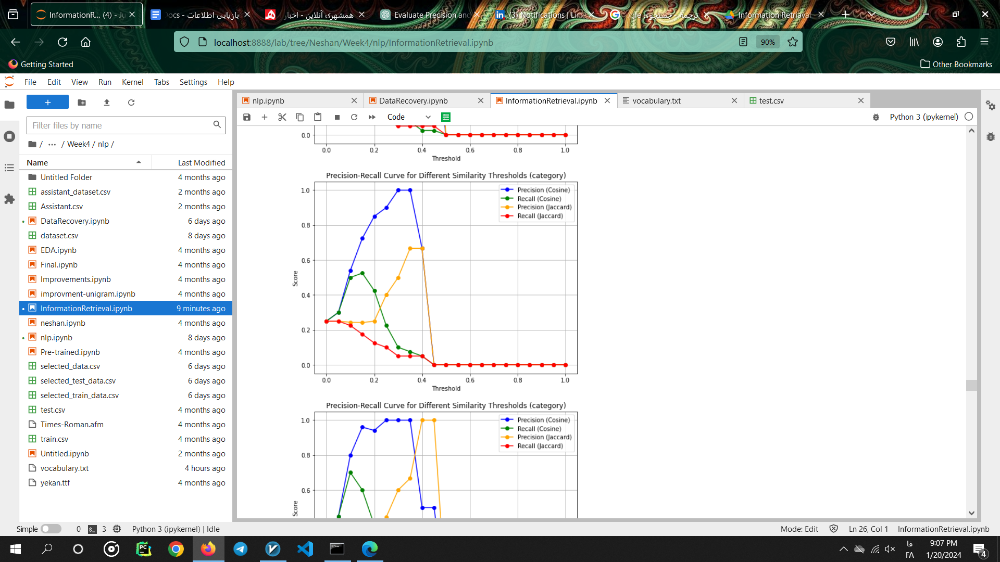 InformationR... (4) - Ju
بازیابی اطلاعات - Docs
همشهری آنلاین - اخبار
Evaluate Precision and
(3) Notifications | Link
ترجمه - جستجوی Google
Information Retriaval
localhost:8888/lab/tree/Neshan/Week4/nlp/InformationRetrieval.ipynb
90%
Getting Started
Other Bookmarks
File Edit View Run Kernel Tabs Settings Help
nlp.ipynb
DataRecovery.ipynb
InformationRetrieval.ipynb
vocabulary.txt
test.csv
Code
Python 3 (ipykernel)
Filter files by name
/ ··· / Week4 / nlp /
Name Last Modified
Untitled Folder 4 months ago
assistant_dataset.csv 2 months ago
Assistant.csv 2 months ago
DataRecovery.ipynb 6 days ago
dataset.csv 8 days ago
EDA.ipynb 4 months ago
Final.ipynb 4 months ago
Improvements.ipynb 4 months ago
improvment-unigram.ipynb 4 months ago
InformationRetrieval.ipynb 9 minutes ago
neshan.ipynb 4 months ago
nlp.ipynb 8 days ago
Pre-trained.ipynb 4 months ago
selected_data.csv 6 days ago
selected_test_data.csv 6 days ago
selected_train_data.csv 6 days ago
test.csv 4 months ago
Times-Roman.afm 4 months ago
train.csv 4 months ago
Untitled.ipynb 2 months ago
vocabulary.txt 4 hours ago
yekan.ttf 4 months ago
0.0
0.0 0.2 0.4 0.6 0.8 1.0
Threshold
Precision-Recall Curve for Different Similarity Thresholds (category)
Precision (Cosine)
Recall (Cosine)
Precision (Jaccard)
Recall (Jaccard)
1.0
0.8
0.6
0.4
0.2
0.0
Score
0.0 0.2 0.4 0.6 0.8 1.0
Threshold
Precision-Recall Curve for Different Similarity Thresholds (category)
Precision (Cosine)
Recall (Cosine)
Precision (Jaccard)
Recall (Jaccard)
1.0
0.8
0.6
Score
Simple 0 3 Python 3 (ipykernel) | Idle
Mode: Edit Ln 26, Col 1 InformationRetrieval.ipynb
فا
FA
9:07 PM
1/20/2024
4